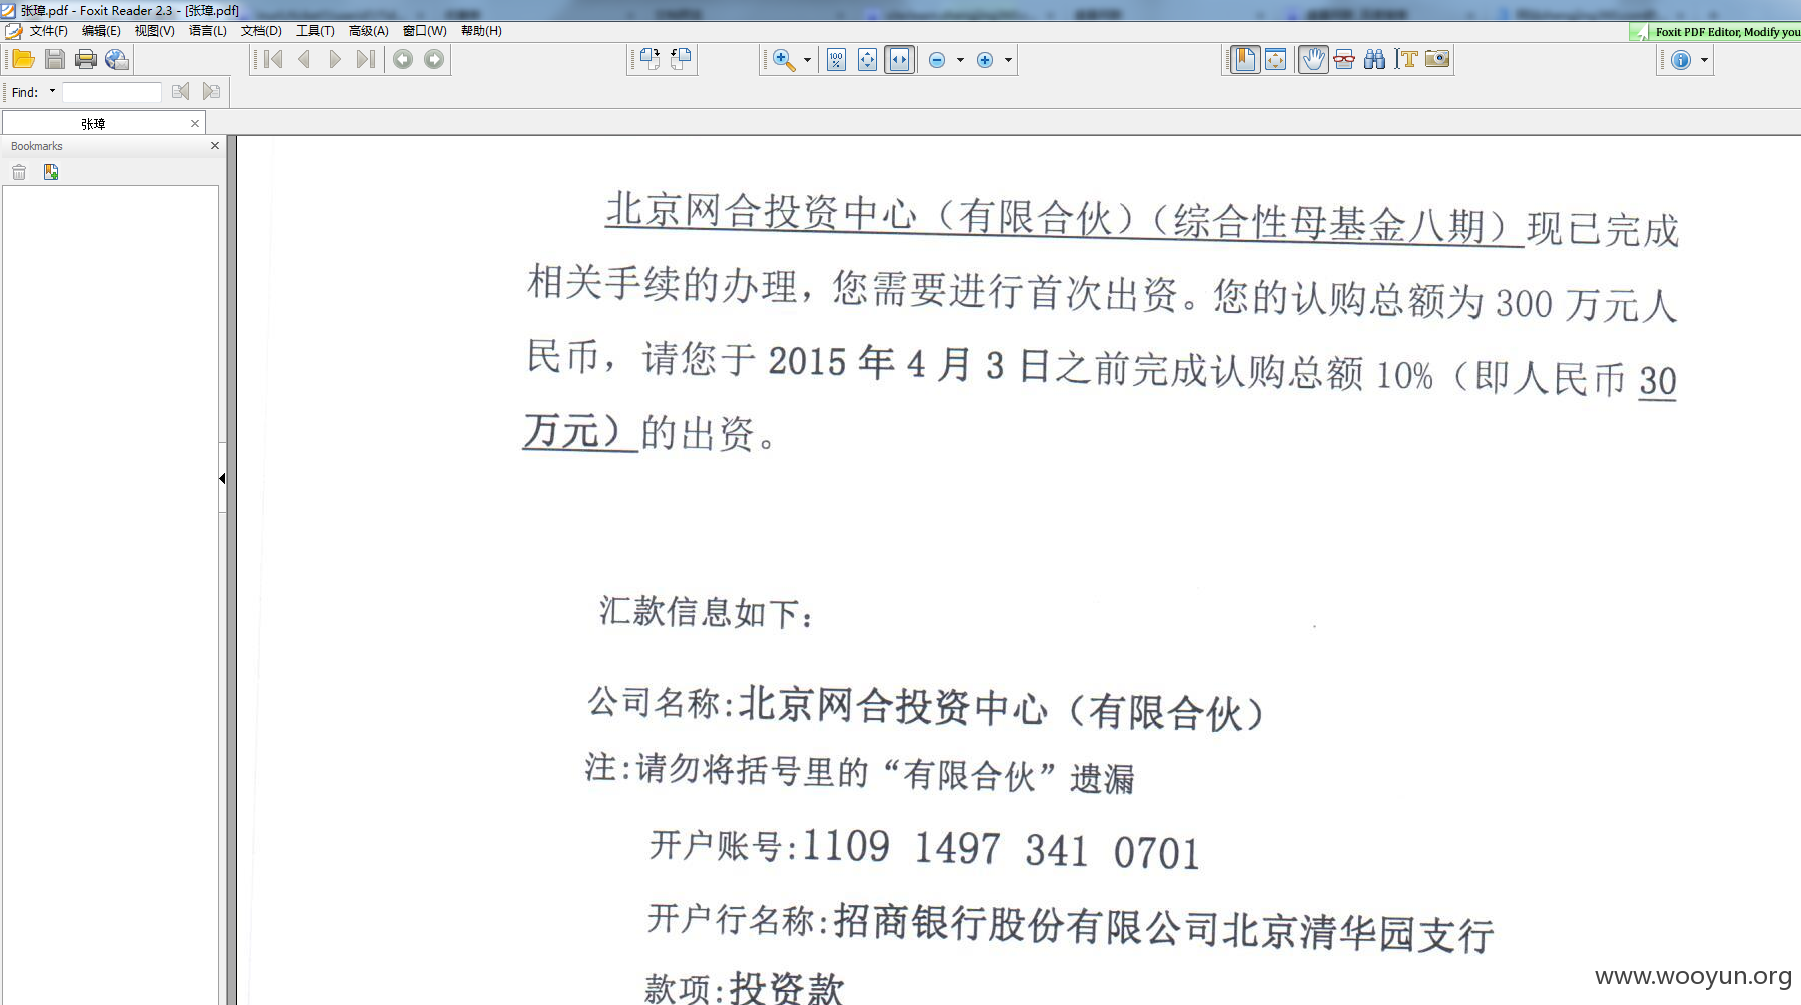 张璋.pdf - Foxit Reader 2.3 - [张璋.pdf]
文件(F) 编辑(E) 视图(V) 语言(L) 文档(D) 工具(T) 高级(A) 窗口(W) 帮助(H)
Foxit PDF Editor, Modify you
Find:
张璋
Bookmarks
北京网合投资中心（有限合伙）（综合性母基金八期）现已完成
相关手续的办理，您需要进行首次出资。您的认购总额为 300 万元人
民币，请您于 2015 年 4 月 3 日之前完成认购总额 10%（即人民币 30
万元）的出资。
汇款信息如下：
公司名称:北京网合投资中心（有限合伙）
注:请勿将括号里的“有限合伙”遗漏
开户账号:1109 1497 341 0701
开户行名称:招商银行股份有限公司北京清华园支行
款项:投资款
www.wooyun.org